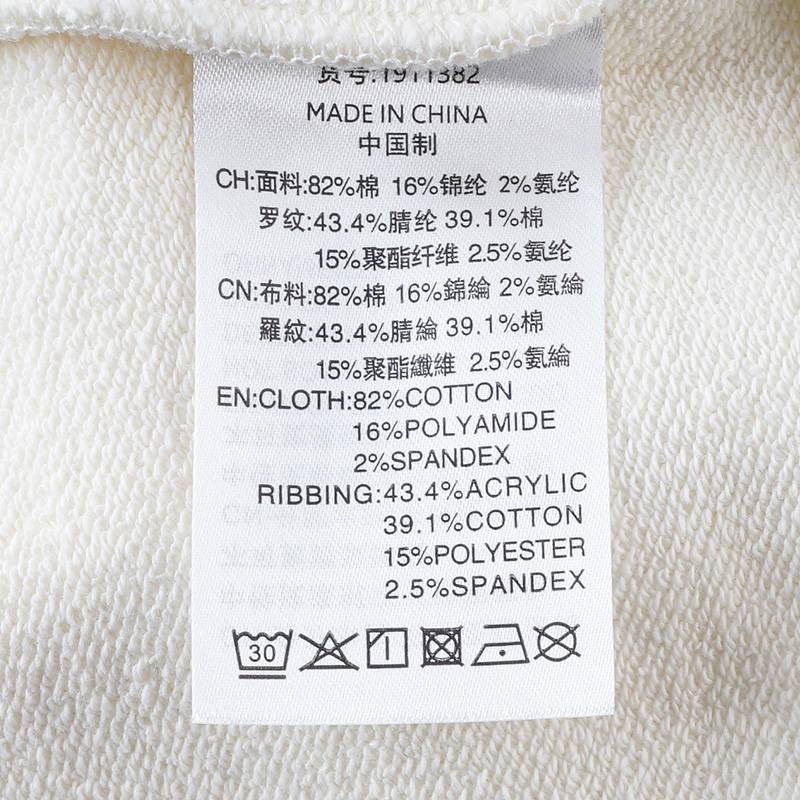 货号:1911382
MADE IN CHINA
中国制
CH:面料:82%棉 16%锦纶 2%氨纶
罗纹:43.4%腈纶 39.1%棉
15%聚酯纤维 2.5%氨纶
CN:布料:82%棉 16%錦綸 2%氨綸
羅紋:43.4%腈綸 39.1%棉
15%聚酯纖維 2.5%氨綸
EN:CLOTH:82%COTTON
16%POLYAMIDE
2%SPANDEX
RIBBING:43.4%ACRYLIC
39.1%COTTON
15%POLYESTER
2.5%SPANDEX
30